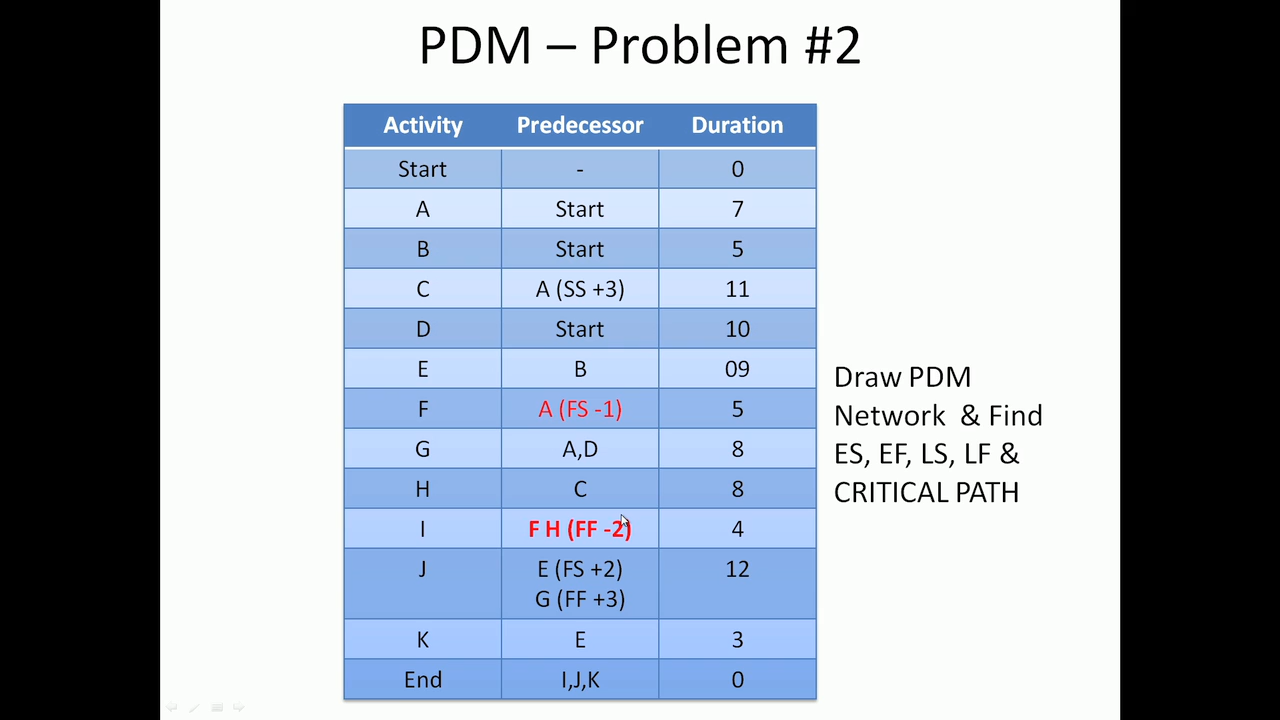 PDM – Problem #2
Activity Predecessor Duration
Start - 0
A Start 7
B Start 5
C A (SS +3) 11
D Start 10
E B 09
F A (FS -1) 5
G A,D 8
H C 8
I F H (FF -2) 4
J E (FS +2) 12
G (FF +3)
K E 3
End I,J,K 0
Draw PDM
Network & Find
ES, EF, LS, LF &
CRITICAL PATH